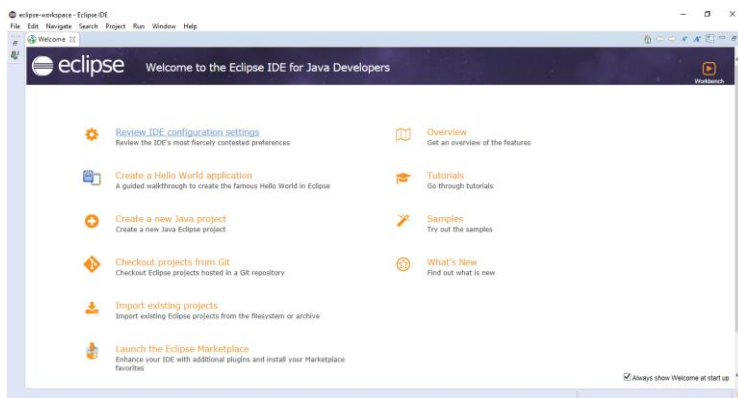 eclipse-workspace - Eclipse IDE
File Edit Navigate Search Project Run Window Help
Welcome
eclipse Welcome to the Eclipse IDE for Java Developers
Workbench
Review IDE configuration settings
Review the IDE's most fiercely contested preferences
Overview
Get an overview of the features
Create a Hello World application
A guided walkthrough to create the famous Hello World in Eclipse
Tutorials
Go through tutorials
Create a new Java project
Create a new Java Eclipse project
Samples
Try out the samples
Checkout projects from Git
Checkout Eclipse projects hosted in a Git repository
What's New
Find out what is new
Import existing projects
Import existing Eclipse projects from the filesystem or archive
Launch the Eclipse Marketplace
Enhance your IDE with additional plugins and install your Marketplace
favorites
Always show Welcome at start up